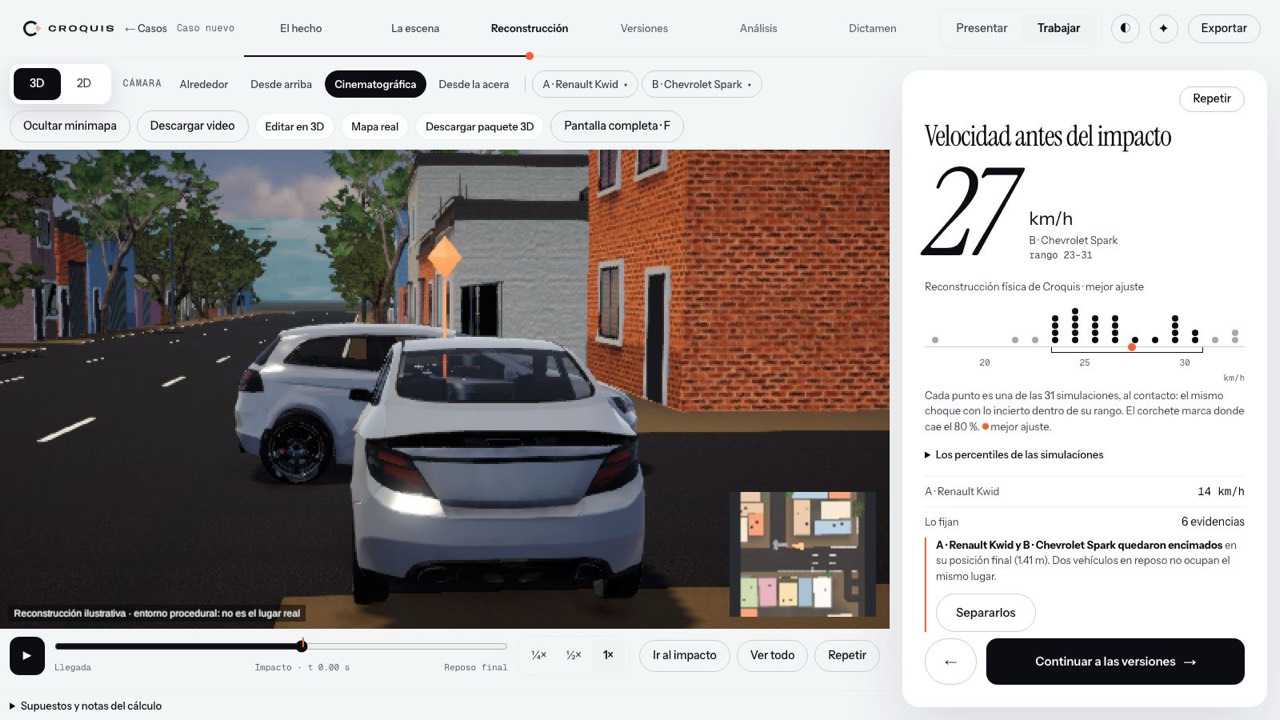 CROQUIS
← Casos
Caso nuevo
El hecho
La escena
Reconstrucción
Versiones
Análisis
Dictamen
Presentar
Trabajar
Exportar
3D
2D
CÁMARA
Alrededor
Desde arriba
Cinematográfica
Desde la acera
A · Renault Kwid
B · Chevrolet Spark
Ocultar minimapa
Descargar video
Editar en 3D
Mapa real
Descargar paquete 3D
Pantalla completa · F
Reconstrucción ilustrativa - entorno procedural: no es el lugar real
Llegada
Impacto · t 0.00 s
Reposo final
¼×
½×
1×
Ir al impacto
Ver todo
Repetir
Supuestos y notas del cálculo
Repetir
Velocidad antes del impacto
27 km/h
B · Chevrolet Spark
rango 23–31
Reconstrucción física de Croquis · mejor ajuste
20 25 30
km/h
Cada punto es una de las 31 simulaciones, al contacto: el mismo
choque con lo incierto dentro de su rango. El corchete marca donde
cae el 80 %. mejor ajuste.
Los percentiles de las simulaciones
A · Renault Kwid 14 km/h
Lo fijan 6 evidencias
A · Renault Kwid y B · Chevrolet Spark quedaron encimados en
su posición final (1.41 m). Dos vehículos en reposo no ocupan el
mismo lugar.
Separarlos
←
Continuar a las versiones →